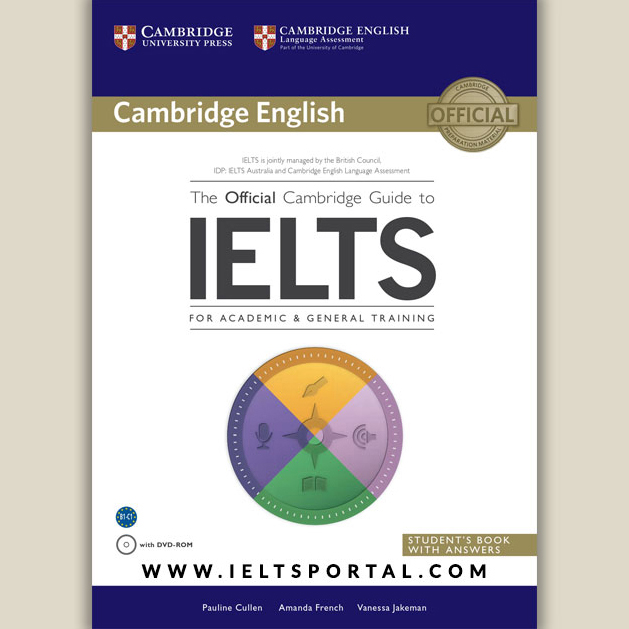 CAMBRIDGE
UNIVERSITY PRESS
CAMBRIDGE ENGLISH
Language Assessment
Part of the University of Cambridge
Cambridge English
CAMBRIDGE
OFFICIAL
PREPARATION MATERIAL
IELTS is jointly managed by the British Council,
IDP: IELTS Australia and Cambridge English Language Assessment
The Official Cambridge Guide to
IELTS
FOR ACADEMIC & GENERAL TRAINING
B1-C1
with DVD-ROM
STUDENT'S BOOK
WITH ANSWERS
WWW.IELTSPORTAL.COM
Pauline Cullen Amanda French Vanessa Jakeman